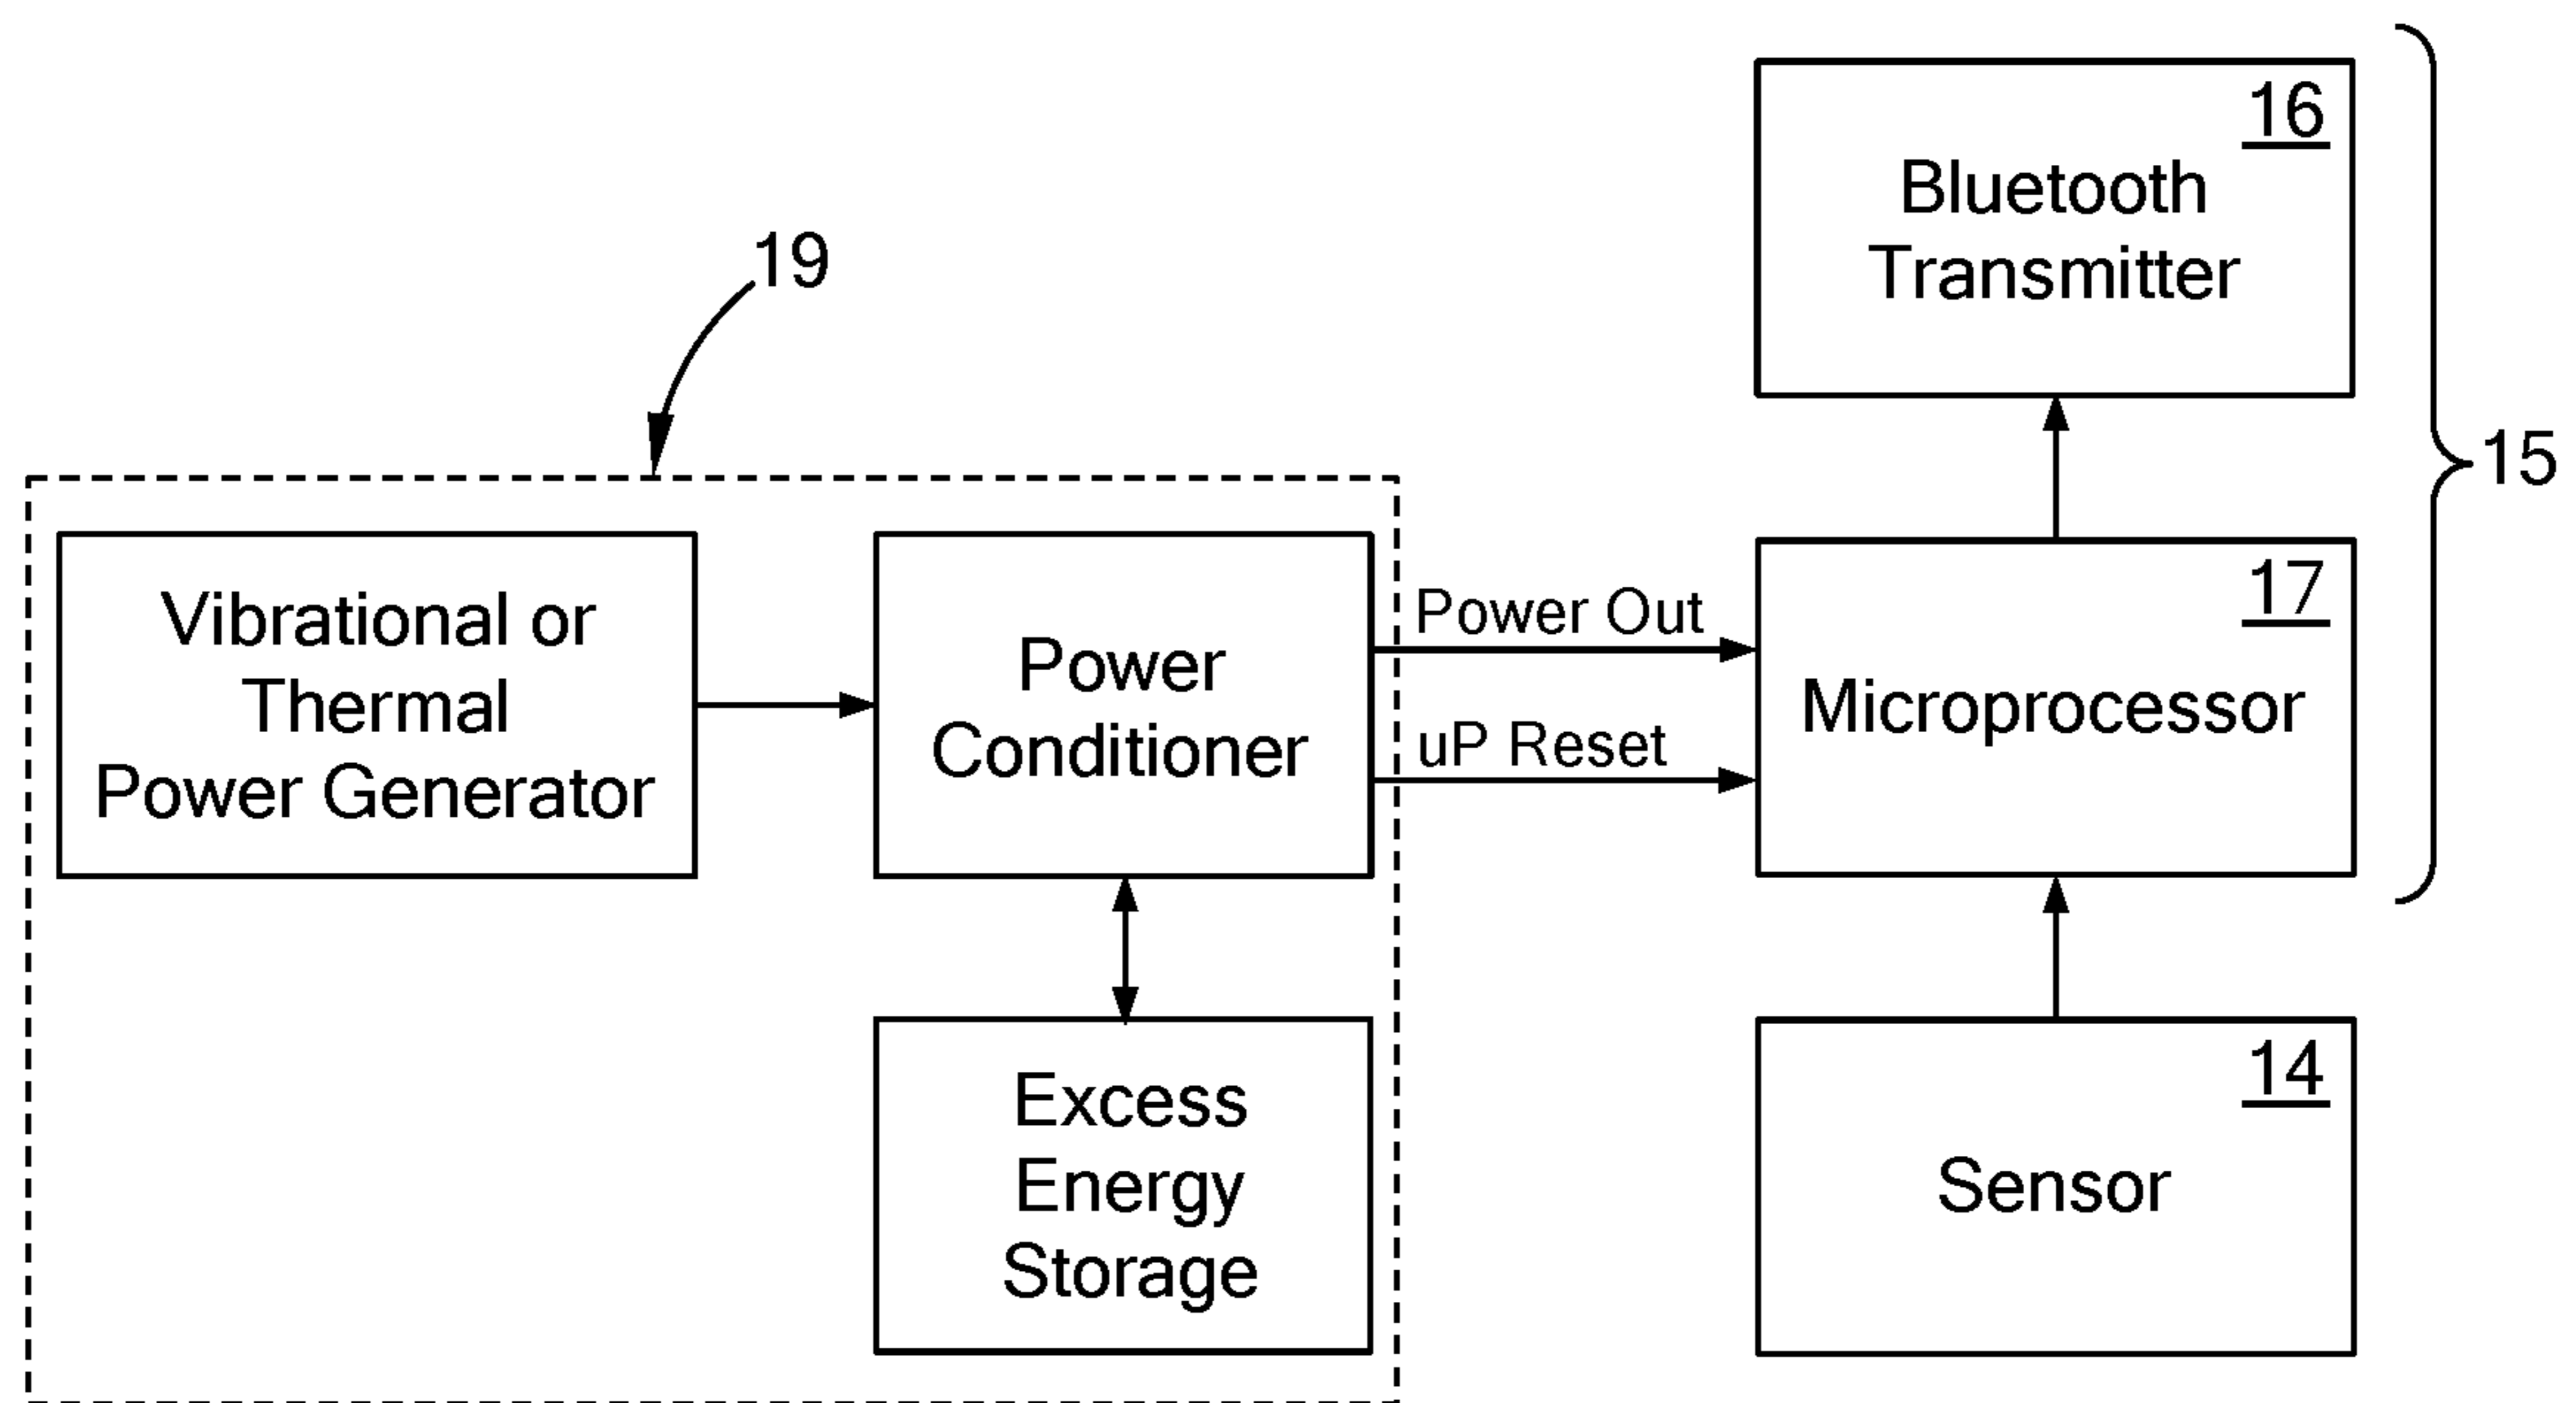 16
Bluetooth
Transmitter
19
15
Vibrational or
Thermal
Power Generator
Power
Conditioner
Power Out
uP Reset
17
Microprocessor
Excess
Energy
Storage
14
Sensor